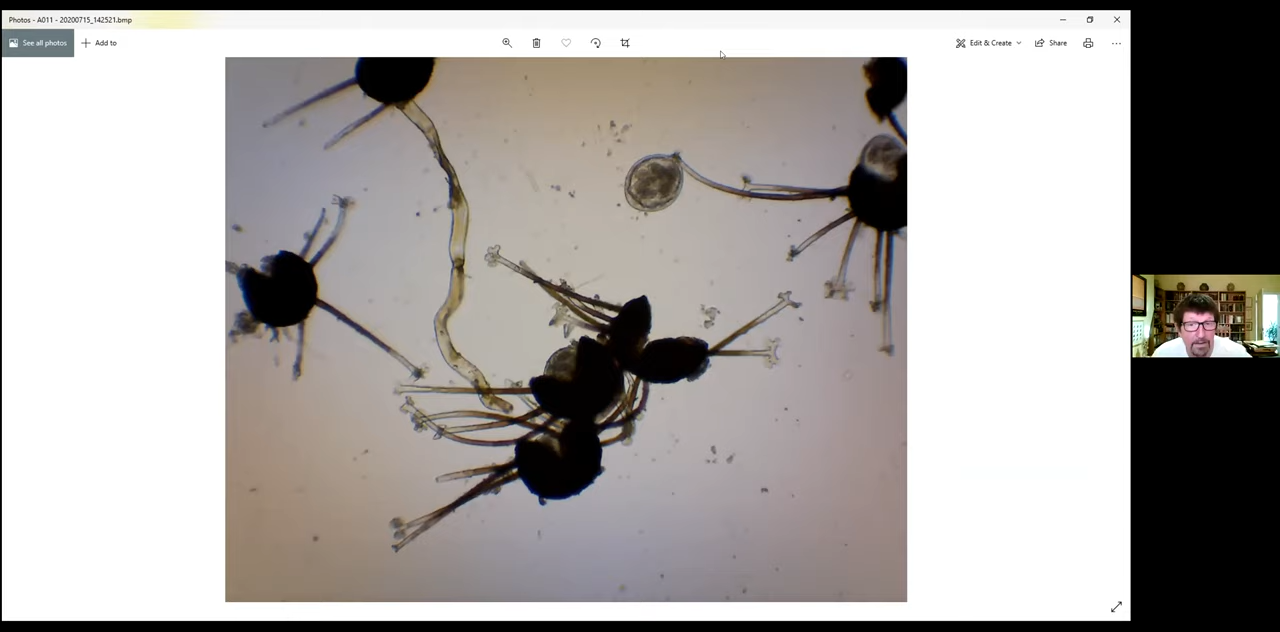 Photos - A011 - 20200715_142521.bmp
See all photos
Add to
Edit & Create
Share